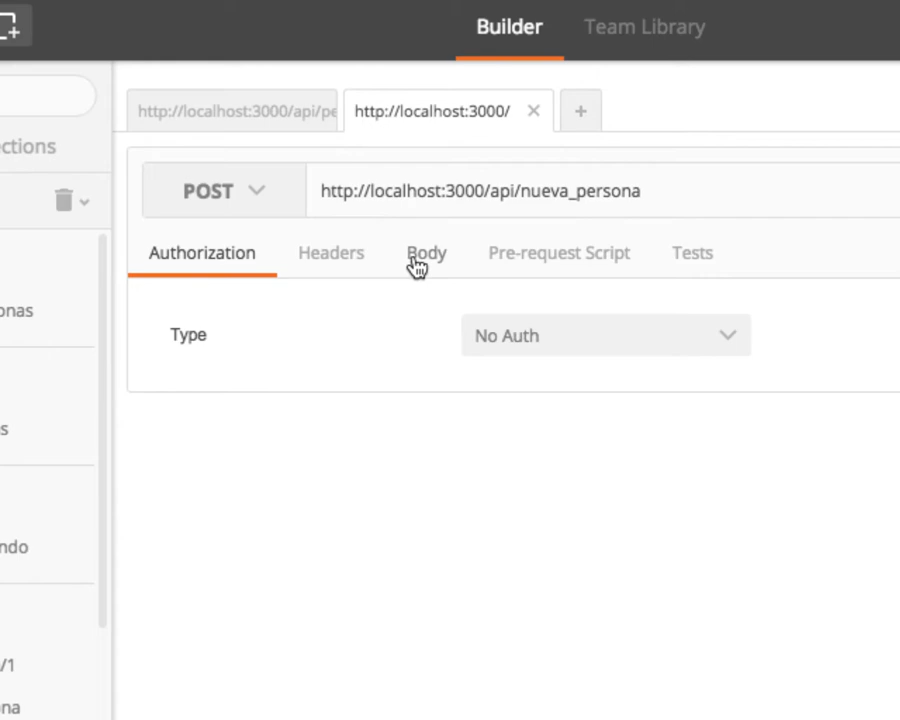 Builder
Team Library
http://localhost:3000/api/pe
http://localhost:3000/
ections
POST
http://localhost:3000/api/nueva_persona
Authorization
Headers
Body
Pre-request Script
Tests
onas
Type
No Auth
s
ndo
/1
na